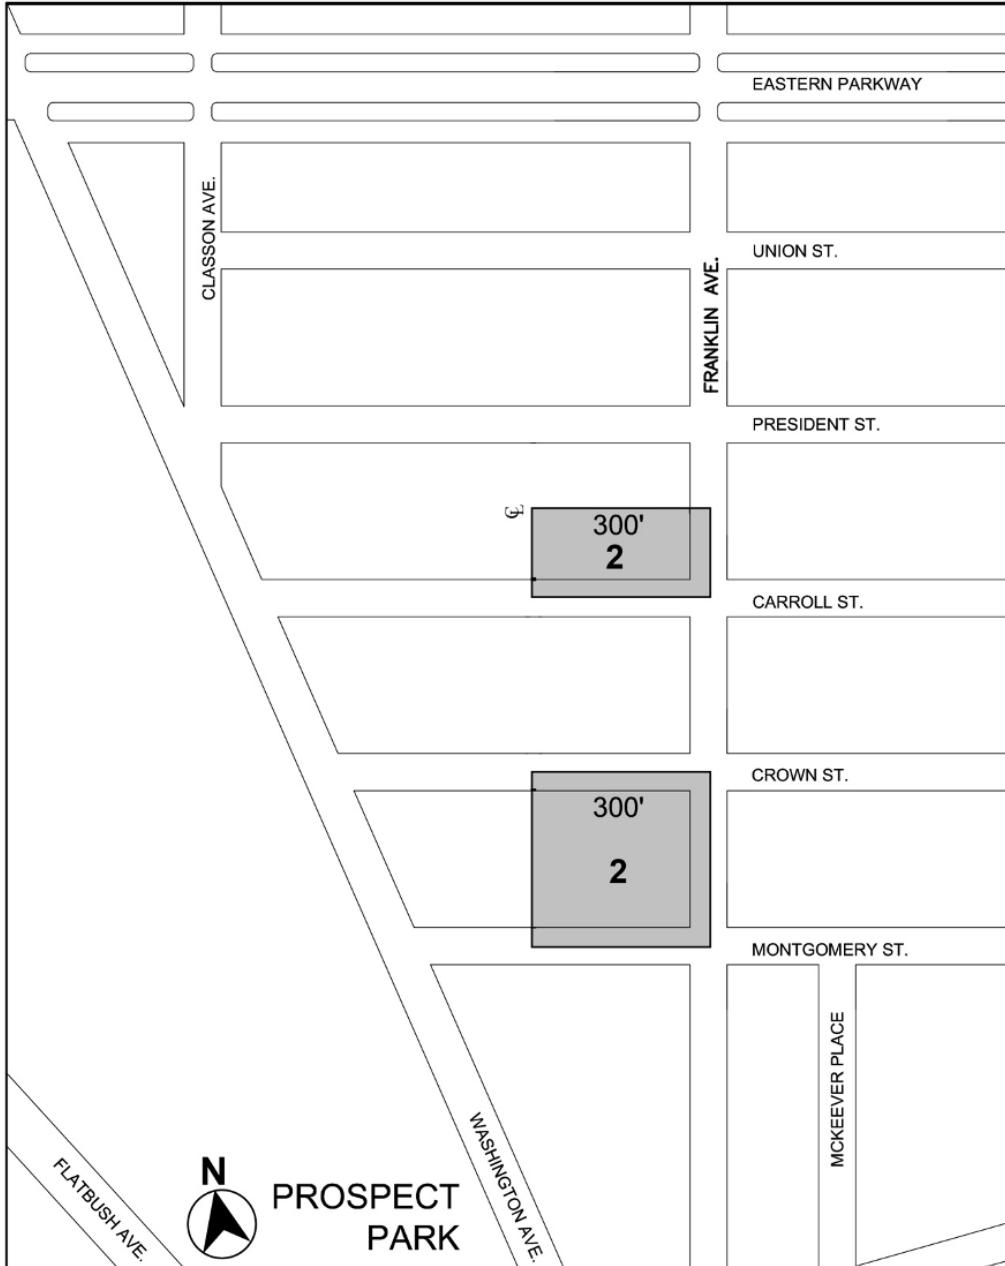 EASTERN PARKWAY
CLASSON AVE.
UNION ST.
FRANKLIN AVE.
PRESIDENT ST.
℄
300'
2
CARROLL ST.
CROWN ST.
300'
2
MONTGOMERY ST.
MCKEEVER PLACE
WASHINGTON AVE.
FLATBUSH AVE.
N
PROSPECT
PARK